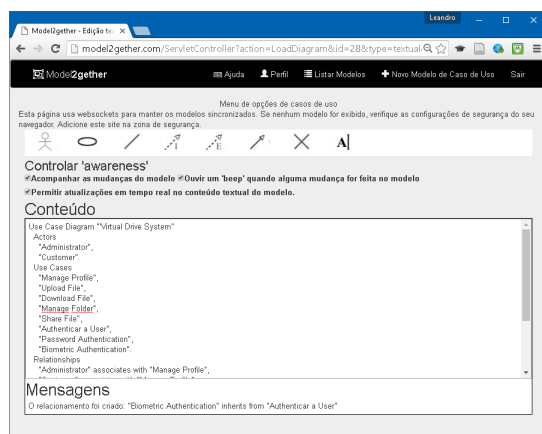 Leandro
Model2gether - Edição tex
model2gether.com/ServletController?action=LoadDiagram&id=28&type=textual
Model2gether Ajuda Perfil Listar Modelos Novo Modelo de Caso de Uso Sair
Menu de opções de casos de uso
Esta página usa websockets para manter os modelos sincronizados. Se nenhum modelo for exibido, verifique as configurações de segurança do seu
navegador. Adicione este site na zona de segurança.
I E A
Controlar 'awareness'
Acompanhar as mudanças do modelo Ouvir um 'beep' quando alguma mudança for feita no modelo
Permitir atualizações em tempo real no conteúdo textual do modelo.
Conteúdo
Use Case Diagram "Virtual Drive System"
Actors
"Administrator",
"Customer".
Use Cases
"Manage Profile",
"Upload File",
"Download File",
"Manage Folder",
"Share File",
"Authenticar a User",
"Password Authentication",
"Biometric Authentication".
Relationships
"Administrator" associates with "Manage Profile",
Mensagens
O relacionamento foi criado: "Biometric Authentication" inherits from "Authenticar a User"